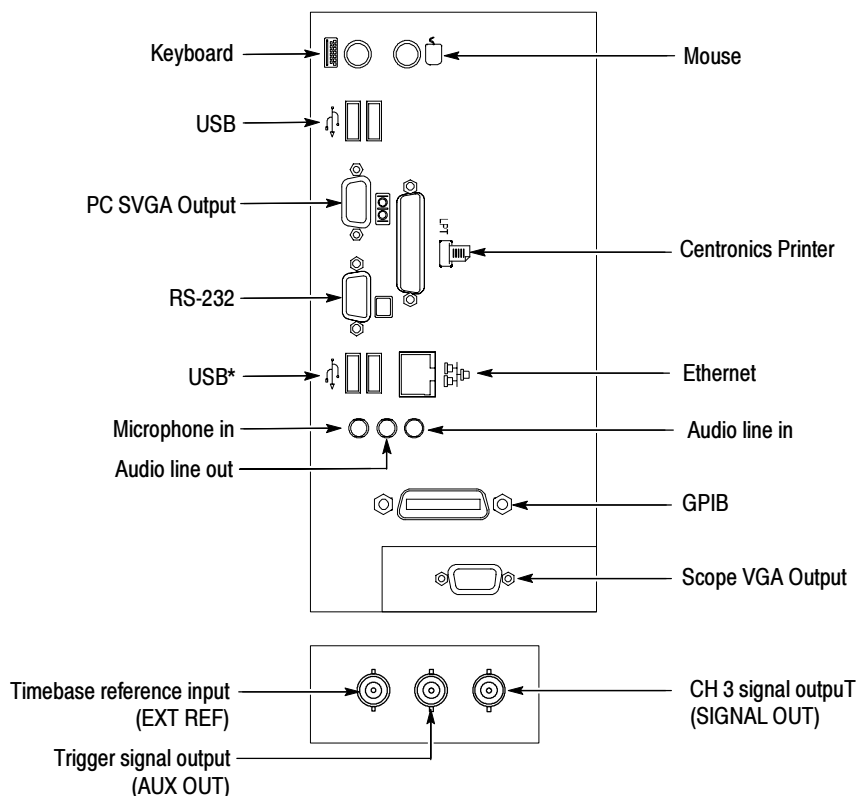 Keyboard
Mouse
USB
PC SVGA Output
LPT
Centronics Printer
RS-232
USB*
Ethernet
Microphone in
Audio line in
Audio line out
GPIB
Scope VGA Output
Timebase reference input
(EXT REF)
CH 3 signal outpuT
(SIGNAL OUT)
Trigger signal output
(AUX OUT)